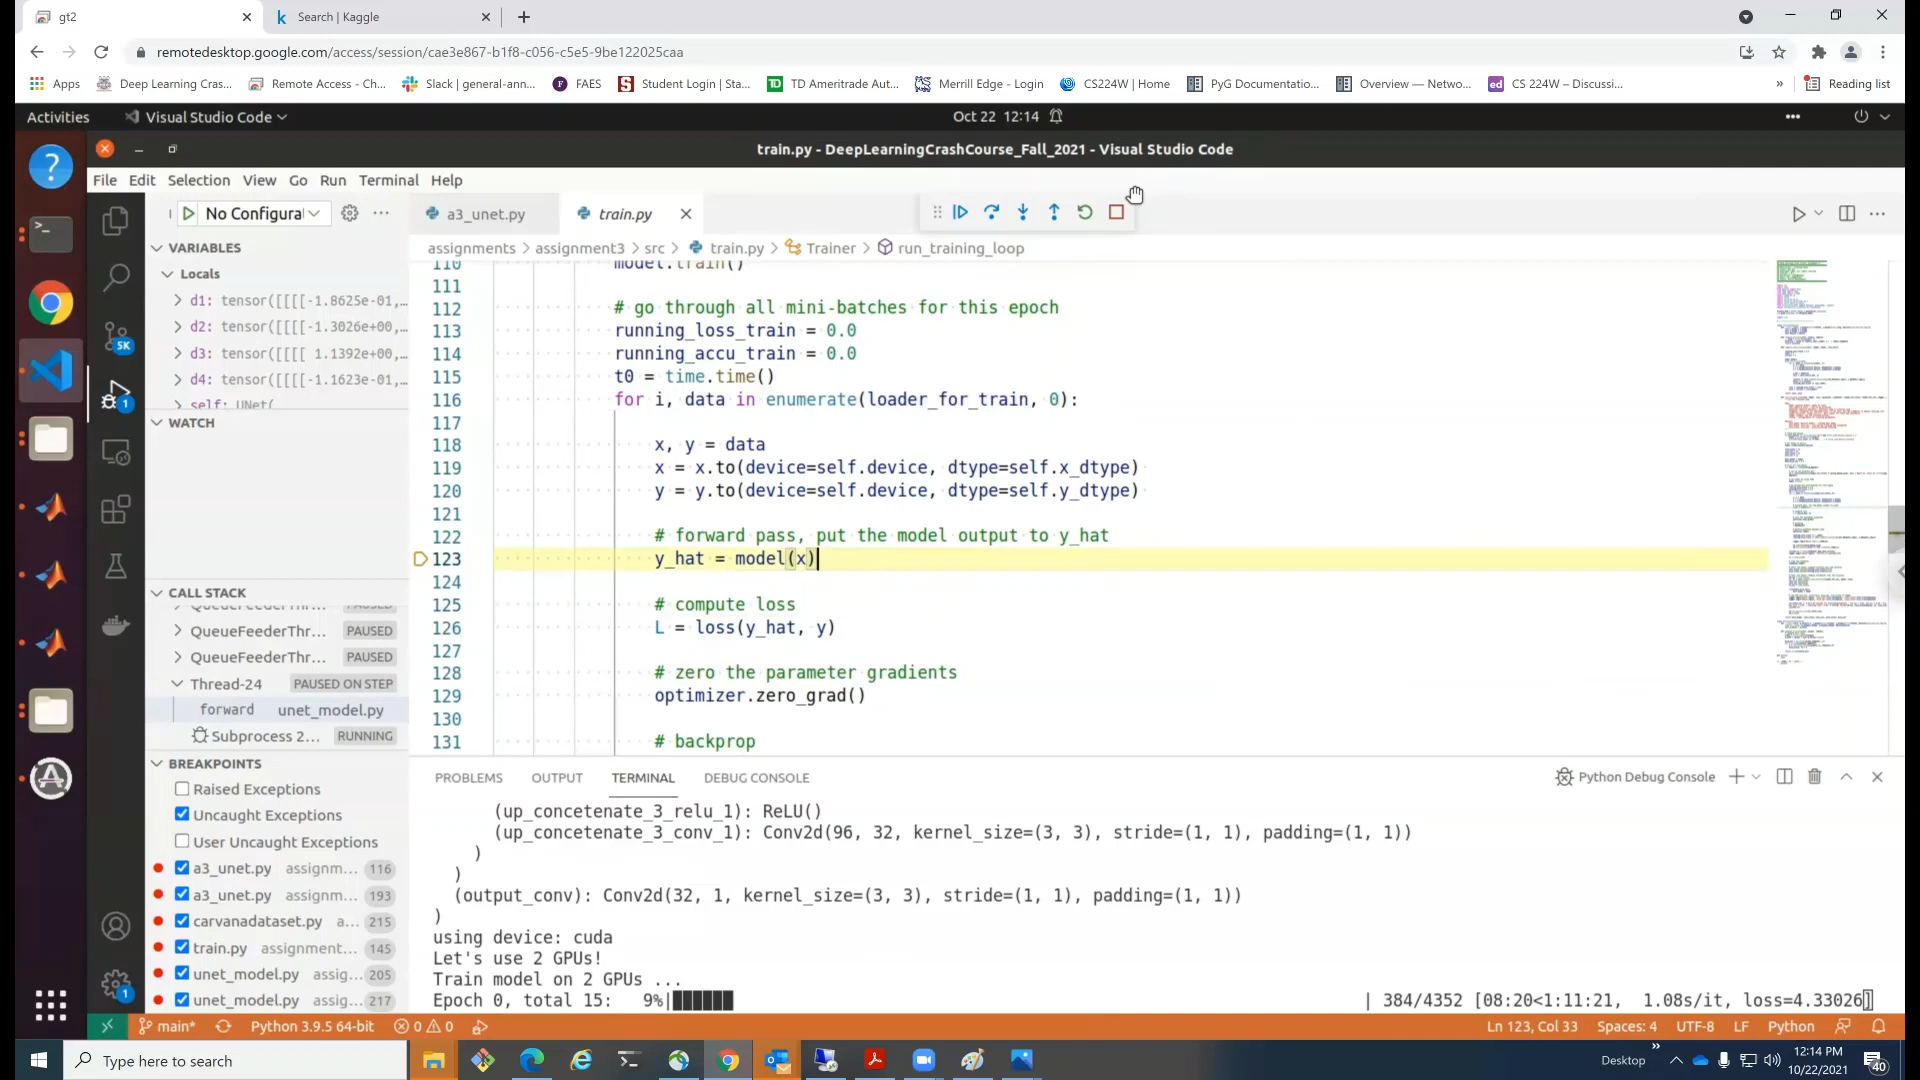 gt2
Search | Kaggle
remotedesktop.google.com/access/session/cae3e867-b1f8-c056-c5e5-9be122025caa
Apps Deep Learning Cras... Remote Access - Ch... Slack | general-ann... FAES Student Login | Sta... TD Ameritrade Aut... Merrill Edge - Login CS224W | Home PyG Documentatio... Overview — Netwo... CS 224W – Discussi... » Reading list
Activities Visual Studio Code Oct 22 12:14
train.py - DeepLearningCrashCourse_Fall_2021 - Visual Studio Code
File Edit Selection View Go Run Terminal Help
No Configura
a3_unet.py train.py
assignments > assignment3 > src > train.py > Trainer > run_training_loop
VARIABLES
Locals
d1: tensor([[[[-1.8625e-01,...
d2: tensor([[[[-1.3026e+00,...
d3: tensor([[[[ 1.1392e+00,...
d4: tensor([[[[-1.1623e-01,...
self: UNet(
WATCH
CALL STACK
QueueFeederThr... PAUSED
QueueFeederThr... PAUSED
QueueFeederThr... PAUSED
Thread-24 PAUSED ON STEP
forward unet_model.py
Subprocess 2... RUNNING
BREAKPOINTS
Raised Exceptions
Uncaught Exceptions
User Uncaught Exceptions
a3_unet.py assignm... 116
a3_unet.py assignm... 193
carvanadataset.py a... 215
train.py assignment... 145
unet_model.py assig... 205
unet_model.py assig... 217
5K
1
1
110 model.train()
111
112 # go through all mini-batches for this epoch
113 running_loss_train = 0.0
114 running_accu_train = 0.0
115 t0 = time.time()
116 for i, data in enumerate(loader_for_train, 0):
117
118 x, y = data
119 x = x.to(device=self.device, dtype=self.x_dtype)
120 y = y.to(device=self.device, dtype=self.y_dtype)
121
122 # forward pass, put the model output to y_hat
123 y_hat = model(x)
124
125 # compute loss
126 L = loss(y_hat, y)
127
128 # zero the parameter gradients
129 optimizer.zero_grad()
130
131 # backprop
PROBLEMS OUTPUT TERMINAL DEBUG CONSOLE Python Debug Console
(up_concetenate_3_relu_1): ReLU()
(up_concetenate_3_conv_1): Conv2d(96, 32, kernel_size=(3, 3), stride=(1, 1), padding=(1, 1))
)
)
(output_conv): Conv2d(32, 1, kernel_size=(3, 3), stride=(1, 1), padding=(1, 1))
)
using device: cuda
Let's use 2 GPUs!
Train model on 2 GPUs ...
Epoch 0, total 15: 9%| | 384/4352 [08:20<1:11:21, 1.08s/it, loss=4.33026]
main* Python 3.9.5 64-bit 0 0 Ln 123, Col 33 Spaces: 4 UTF-8 LF Python
Type here to search
Desktop »
12:14 PM
10/22/2021
40